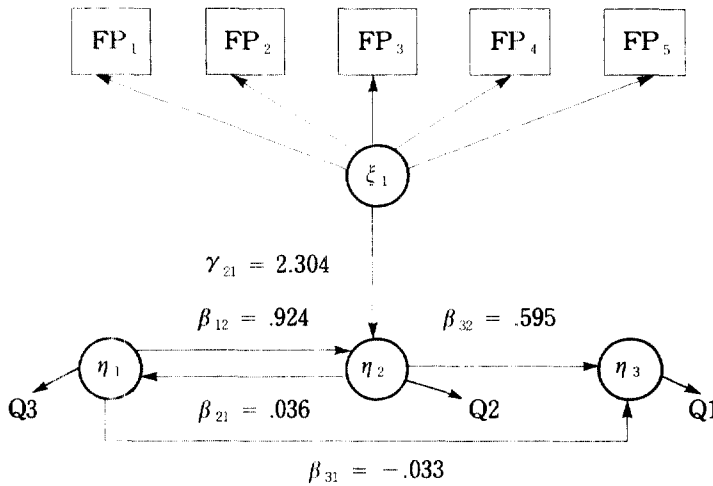 FP₁ FP₂ FP₃ FP₄ FP₅
ξ₁
γ₂₁ = 2.304
β₁₂ = .924 β₃₂ = .595
η₁ η₂ η₃
Q3 β₂₁ = .036 Q2 Q1
β₃₁ = −.033